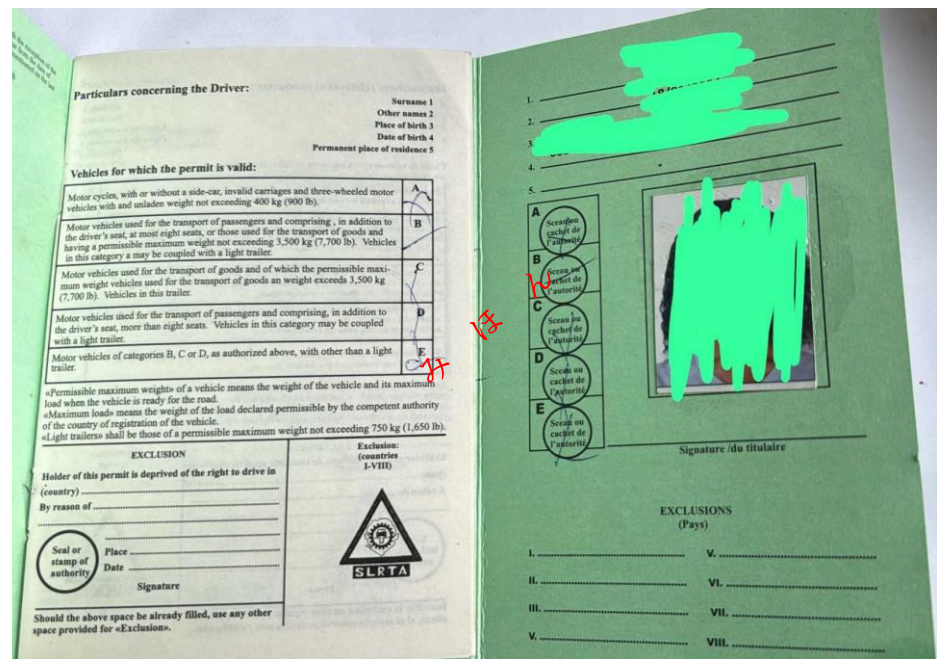 Particulars concerning the Driver:
Surname 1
Other names 2
Place of birth 3
Date of birth 4
Permanent place of residence 5
Vehicles for which the permit is valid:
Motor cycles, with or without a side-car, invalid carriages and three-wheeled motor
vehicles with and unladen weight not exceeding 400 kg (900 lb).
A
Motor vehicles used for the transport of passengers and comprising , in addition to
the driver's seat, at most eight seats, or those used for the transport of goods and
having a permissible maximum weight not exceeding 3,500 kg (7,700 lb). Vehicles
in this category a may be coupled with a light trailer.
B
Motor vehicles used for the transport of goods and of which the permissible maxi-
mum weight vehicles used for the transport of goods an weight exceeds 3,500 kg
(7,700 lb). Vehicles in this trailer.
C
Motor vehicles used for the transport of passengers and comprising, in addition to
the driver's seat, more than eight seats. Vehicles in this category may be coupled
with a light trailer.
D
Motor vehicles of categories B, C or D, as authorized above, with other than a light
trailer.
E
み
ほ
ん
«Permissible maximum weight» of a vehicle means the weight of the vehicle and its maximum
load when the vehicle is ready for the road.
«Maximum load» means the weight of the load declared permissible by the competent authority
of the country of registration of the vehicle.
«Light trailers» shall be those of a permissible maximum weight not exceeding 750 kg (1,650 lb).
EXCLUSION
Holder of this permit is deprived of the right to drive in
(country)
By reason of
Seal or
stamp of
authority
Place
Date
Signature
Should the above space be already filled, use any other
space provided for «Exclusion».
Exclusion:
(countries
I-VIII)
SLRTA
1.
2.
3.
4.
5.
A
Sceau ou
cachet de
l'autorité
B
Sceau ou
cachet de
l'autorité
C
Sceau ou
cachet de
l'autorité
D
Sceau ou
cachet de
l'autorité
E
Sceau ou
cachet de
l'autorité
Signature /du titulaire
EXCLUSIONS
(Pays)
I.
II.
III.
V.
V.
VI.
VII.
VIII.